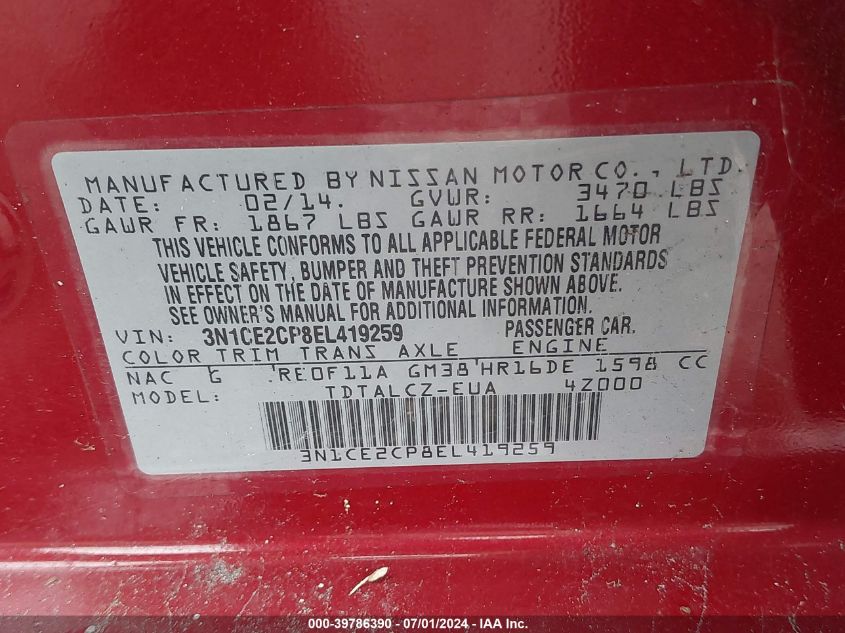 MANUFACTURED BY NISSAN MOTOR CO., LTD.
DATE: 02/14. GVWR: 3470 LBS
GAWR FR: 1867 LBS GAWR RR: 1664 LBS
THIS VEHICLE CONFORMS TO ALL APPLICABLE FEDERAL MOTOR
VEHICLE SAFETY, BUMPER AND THEFT PREVENTION STANDARDS
IN EFFECT ON THE DATE OF MANUFACTURE SHOWN ABOVE.
SEE OWNER'S MANUAL FOR ADDITIONAL INFORMATION
VIN: 3N1CE2CP8EL419259 PASSENGER CAR.
COLOR TRIM TRANS AXLE ENGINE
NAC G RE0F11A GM38 HR16DE 1598 CC
MODEL: TDTALCZ-EUA 4Z000
3N1CE2CP8EL419259
000-39786390 - 07/01/2024 - IAA Inc.